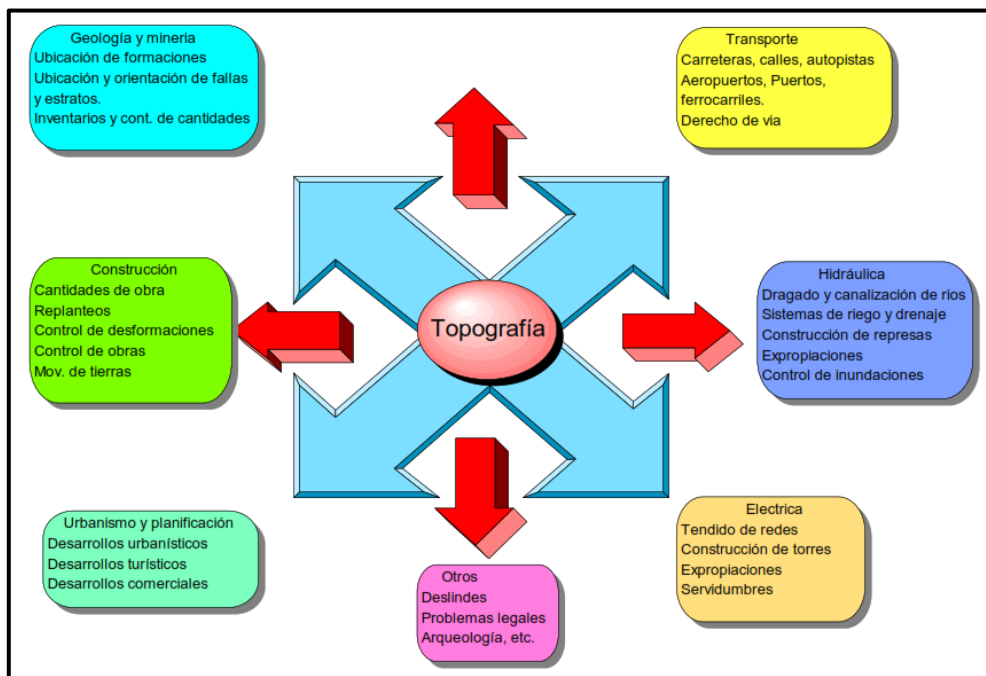 Geología y mineria
Ubicación de formaciones
Ubicación y orientación de fallas
y estratos.
Inventarios y cont. de cantidades
Transporte
Carreteras, calles, autopistas
Aeropuertos, Puertos,
ferrocarriles.
Derecho de via
Construcción
Cantidades de obra
Replanteos
Control de desformaciones
Control de obras
Mov. de tierras
Topografía
Hidráulica
Dragado y canalización de rios
Sistemas de riego y drenaje
Construcción de represas
Expropiaciones
Control de inundaciones
Urbanismo y planificación
Desarrollos urbanísticos
Desarrollos turísticos
Desarrollos comerciales
Otros
Deslindes
Problemas legales
Arqueología, etc.
Electrica
Tendido de redes
Construcción de torres
Expropiaciones
Servidumbres